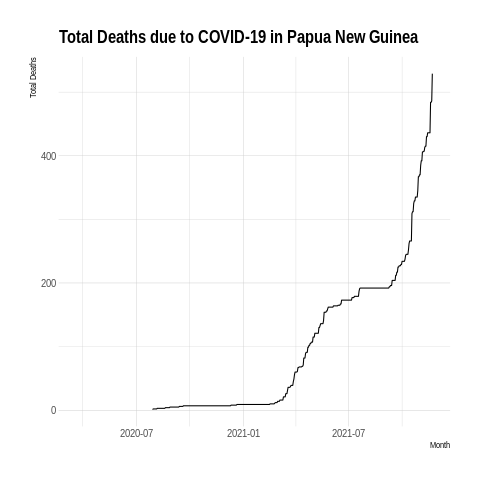 Total Deaths due to COVID-19 in Papua New Guinea
Total Deaths
400
200
0
2020-07
2021-01
2021-07
Month